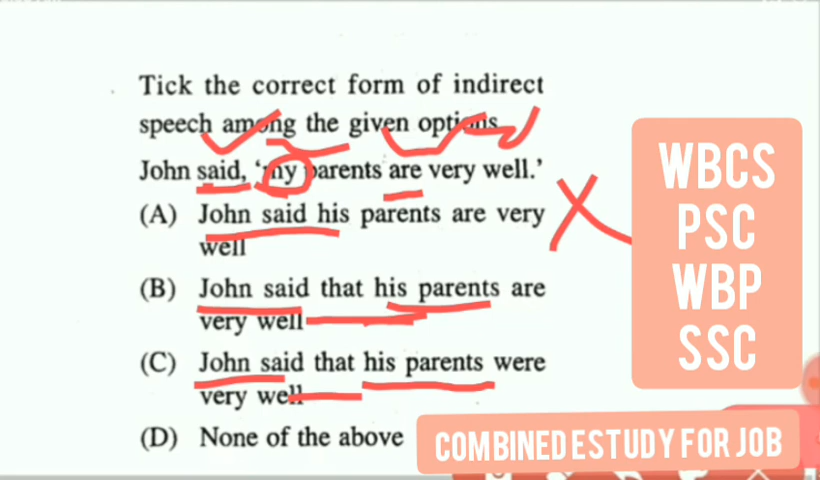 Tick the correct form of indirect
speech among the given options
John said, ‘my parents are very well.’
(A) John said his parents are very
well
(B) John said that his parents are
very well
(C) John said that his parents were
very well
(D) None of the above
WBCS
PSC
WBP
SSC
COMBINED ESTUDY FOR JOB